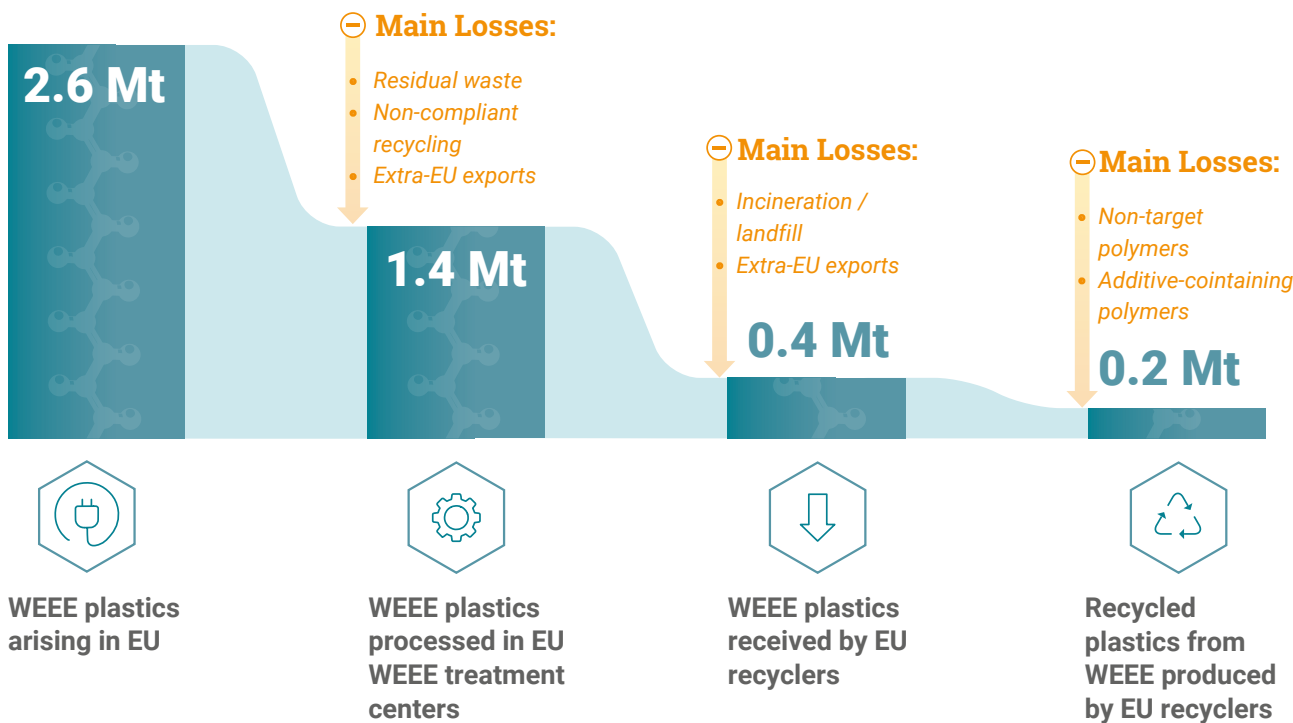 2.6 Mt
Main Losses:
Residual waste
Non-compliant
recycling
Extra-EU exports
1.4 Mt
Main Losses:
Incineration /
landfill
Extra-EU exports
0.4 Mt
Main Losses:
Non-target
polymers
Additive-cointaining
polymers
0.2 Mt
WEEE plastics
arising in EU
WEEE plastics
processed in EU
WEEE treatment
centers
WEEE plastics
received by EU
recyclers
Recycled
plastics from
WEEE produced
by EU recyclers